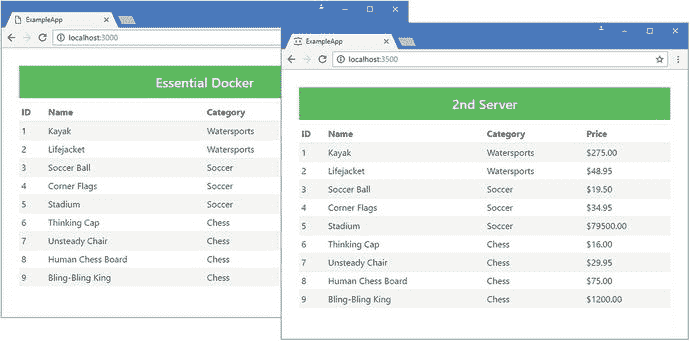 ExampleApp
localhost:3000
Essential Docker
ID Name Category
1 Kayak Watersports
2 Lifejacket Watersports
3 Soccer Ball Soccer
4 Corner Flags Soccer
5 Stadium Soccer
6 Thinking Cap Chess
7 Unsteady Chair Chess
8 Human Chess Board Chess
9 Bling-Bling King Chess
ExampleApp
localhost:3500
2nd Server
ID Name Category Price
1 Kayak Watersports $275.00
2 Lifejacket Watersports $48.95
3 Soccer Ball Soccer $19.50
4 Corner Flags Soccer $34.95
5 Stadium Soccer $79500.00
6 Thinking Cap Chess $16.00
7 Unsteady Chair Chess $29.95
8 Human Chess Board Chess $75.00
9 Bling-Bling King Chess $1200.00